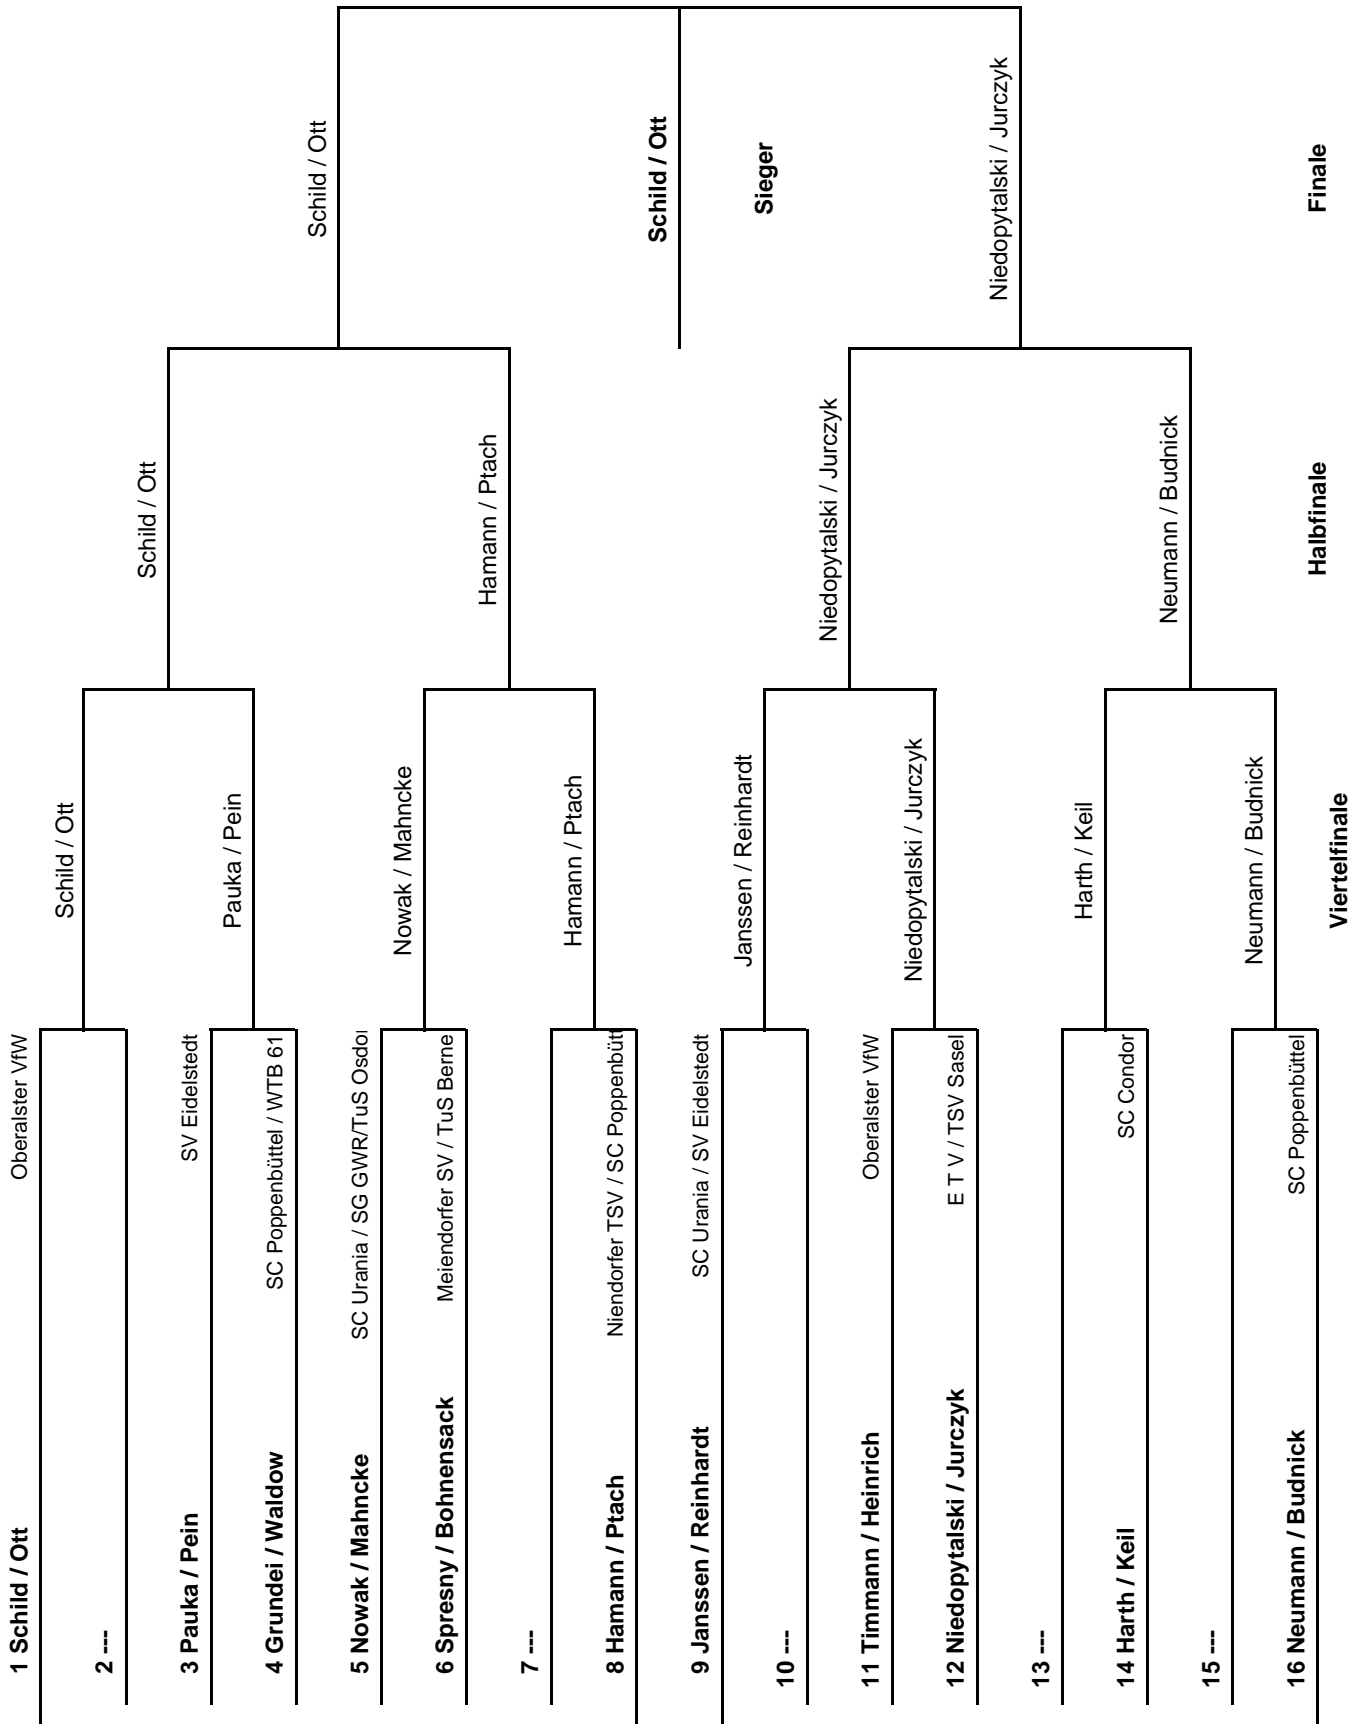 1 Schild / Ott
Oberalster VfW
2 ---
3 Pauka / Pein
SV Eidelstedt
4 Grundei / Waldow
SC Poppenbüttel / WTB 61
5 Nowak / Mahncke
SC Urania / SG GWR/TuS Osdo
6 Spresny / Bohnensack
Meiendorfer SV / TuS Berne
7 ---
8 Hamann / Ptach
Niendorfer TSV / SC Poppenbütt
9 Janssen / Reinhardt
SC Urania / SV Eidelstedt
10 ---
11 Timmann / Heinrich
Oberalster VfW
12 Niedopytalski / Jurczyk
E T V / TSV Sasel
13 ---
14 Harth / Keil
SC Condor
15 ---
16 Neumann / Budnick
SC Poppenbüttel
Schild / Ott
Pauka / Pein
Nowak / Mahncke
Hamann / Ptach
Janssen / Reinhardt
Niedopytalski / Jurczyk
Harth / Keil
Neumann / Budnick
Viertelfinale
Schild / Ott
Hamann / Ptach
Niedopytalski / Jurczyk
Neumann / Budnick
Halbfinale
Schild / Ott
Schild / Ott
Sieger
Niedopytalski / Jurczyk
Finale